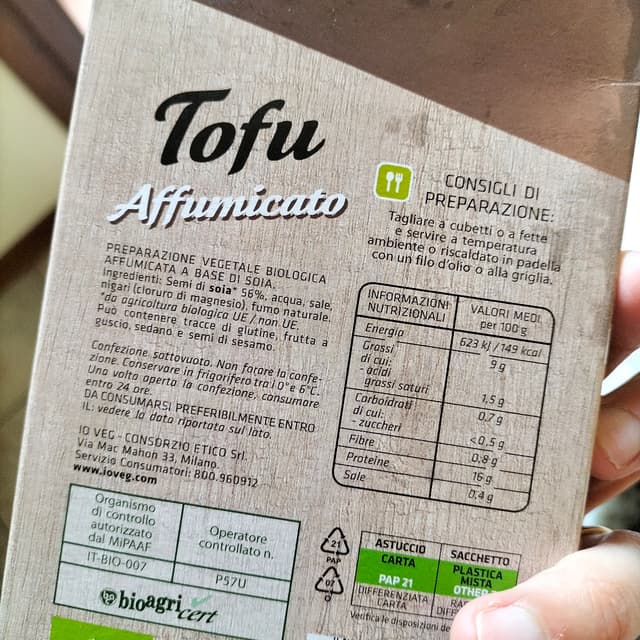 Tofu
Affumicato
PREPARAZIONE VEGETALE BIOLOGICA
AFFUMICATA A BASE DI SOIA.
Ingredienti: Semi di soia* 56%, acqua, sale,
nigari (cloruro di magnesio), fumo naturale.
*da agricoltura biologica UE / non UE.
Può contenere tracce di glutine, frutta a
guscio, sedano e semi di sesamo.
Confezione sottovuoto. Non forare la confe-
zione. Conservare in frigorifero tra i 0° e 6°C.
Una volta aperta la confezione, consumare
entro 24 ore.
DA CONSUMARSI PREFERIBILMENTE ENTRO
IL: vedere la data riportata sul lato.
IO VEG - CONSORZIO ETICO Srl.
Via Mac Mahon 33, Milano.
Servizio Consumatori: 800.960912
www.ioveg.com
Organismo
di controllo
autorizzato
dal MiPAAF
Operatore
controllato n.
IT-BIO-007
P57U
bioagricert
CONSIGLI DI
PREPARAZIONE:
Tagliare a cubetti o a fette
e servire a temperatura
ambiente o riscaldato in padella
con un filo d'olio o alla griglia.
INFORMAZIONI
NUTRIZIONALI
VALORI MEDI
per 100 g
Energia 623 kJ / 149 kcal
Grassi 9 g
di cui:
- acidi
grassi saturi 1,5 g
Carboidrati 0,7 g
di cui:
- zuccheri <0,5 g
Fibre 0,8 g
Proteine 16 g
Sale 0,4 g
21
PAP
07
O
ASTUCCIO
CARTA
PAP 21
DIFFERENZIATA
CARTA
SACCHETTO
PLASTICA
MISTA
OTHER
Verifica le disposizioni de